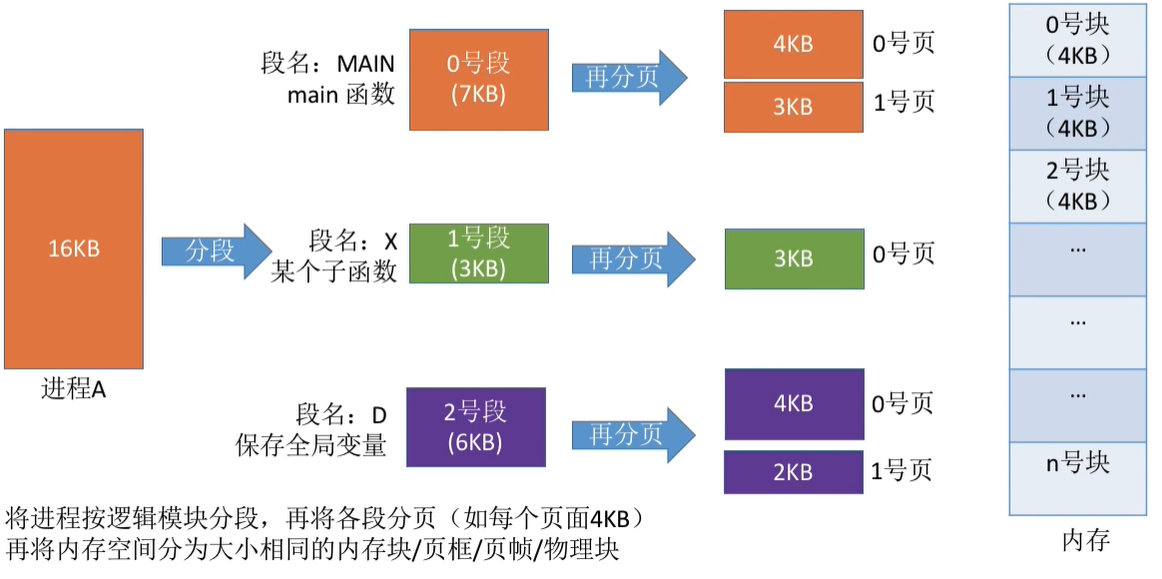 段名：MAIN
main 函数
0号段
(7KB)
再分页
4KB
0号页
3KB
1号页
16KB
进程A
分段
段名：X
某个子函数
1号段
(3KB)
再分页
3KB
0号页
段名：D
保存全局变量
2号段
(6KB)
再分页
4KB
0号页
2KB
1号页
0号块
（4KB）
1号块
（4KB）
2号块
（4KB）
...
...
...
n号块
内存
将进程按逻辑模块分段，再将各段分页（如每个页面4KB）
再将内存空间分为大小相同的内存块/页框/页帧/物理块